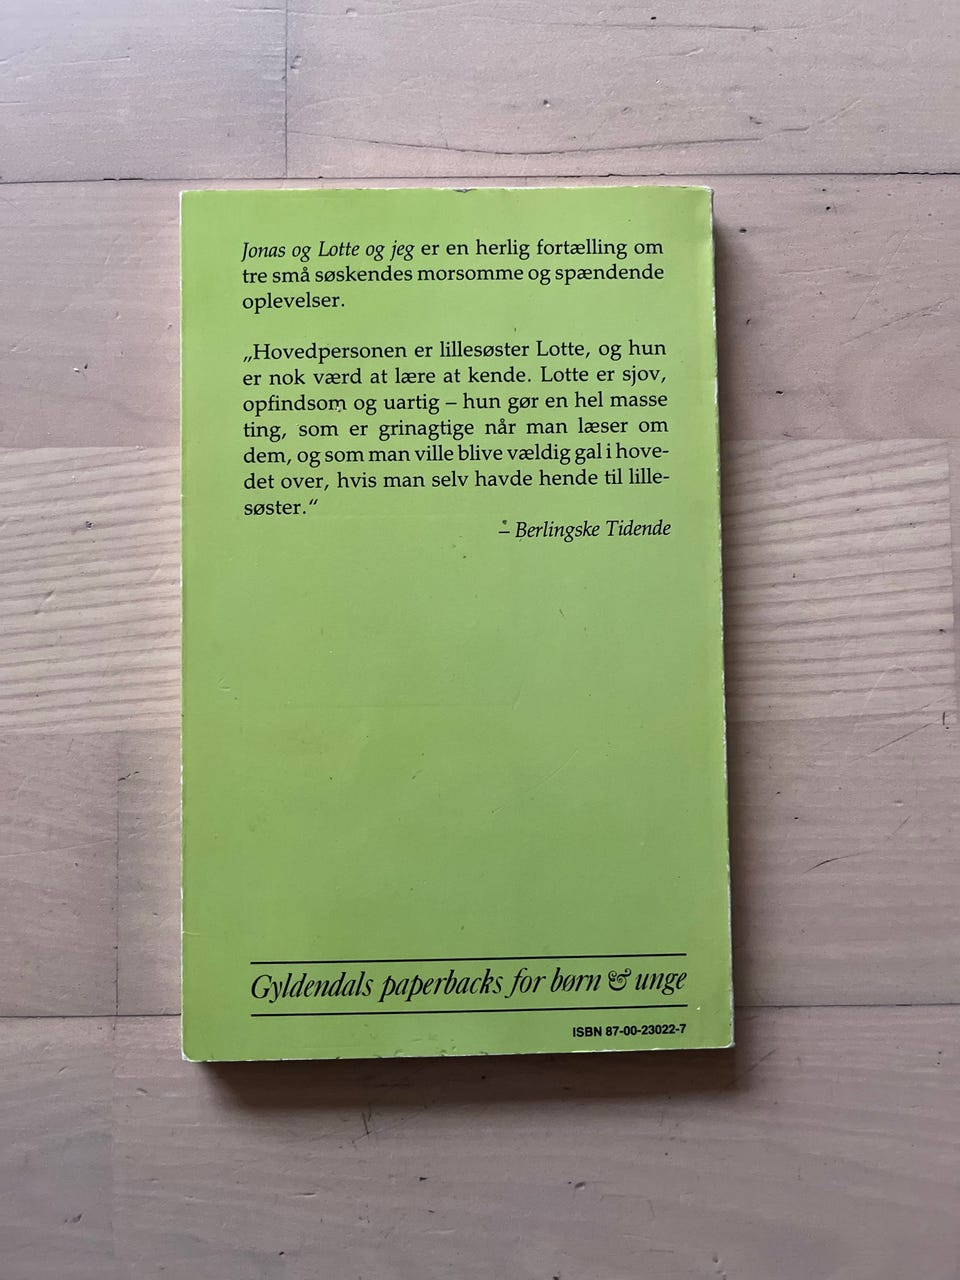 Jonas og Lotte og jeg er en herlig fortælling om
tre små søskendes morsomme og spændende
oplevelser.
„Hovedpersonen er lillesøster Lotte, og hun
er nok værd at lære at kende. Lotte er sjov,
opfindsom og uartig – hun gør en hel masse
ting, som er grinagtige når man læser om
dem, og som man ville blive vældig gal i hove-
det over, hvis man selv havde hende til lille-
søster.“
– Berlingske Tidende
Gyldendals paperbacks for børn & unge
ISBN 87-00-23022-7